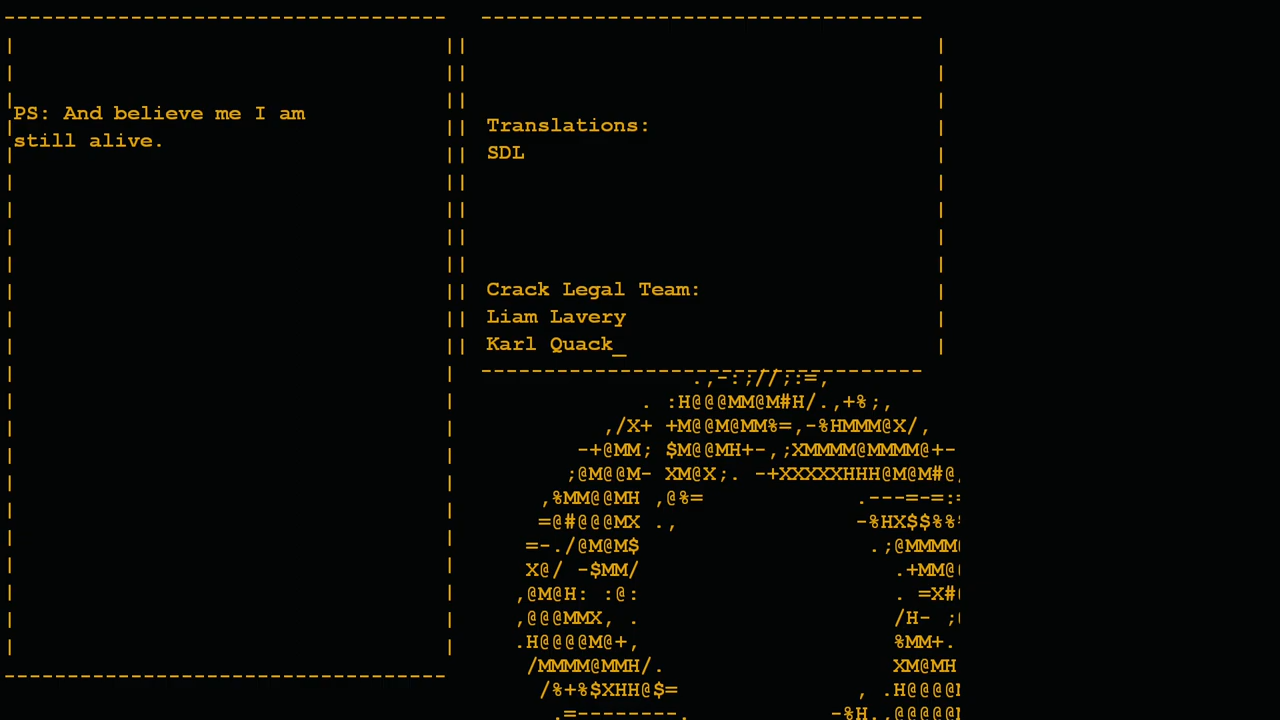 PS: And believe me I am
still alive.
Translations:
SDL
Crack Legal Team:
Liam Lavery
Karl Quack_